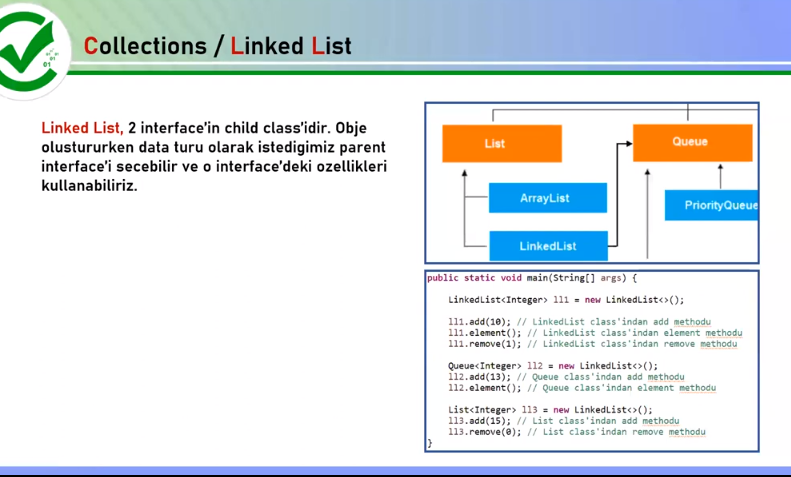 Collections / Linked List
Linked List, 2 interface'in child class'idir. Obje
olustururken data turu olarak istedigimiz parent
interface'i secebilir ve o interface'deki ozellikleri
kullanabiliriz.
List
Queue
ArrayList
PriorityQueue
LinkedList
public static void main(String[] args) {
LinkedList<Integer> ll1 = new LinkedList<>();
ll1.add(10); // LinkedList class'indan add methodu
ll1.element(); // LinkedList class'indan element methodu
ll1.remove(1); // LinkedList class'indan remove methodu
Queue<Integer> ll2 = new LinkedList<>();
ll2.add(13); // Queue class'indan add methodu
ll2.element(); // Queue class'indan element methodu
List<Integer> ll3 = new LinkedList<>();
ll3.add(15); // List class'indan add methodu
ll3.remove(0); // List class'indan remove methodu
}